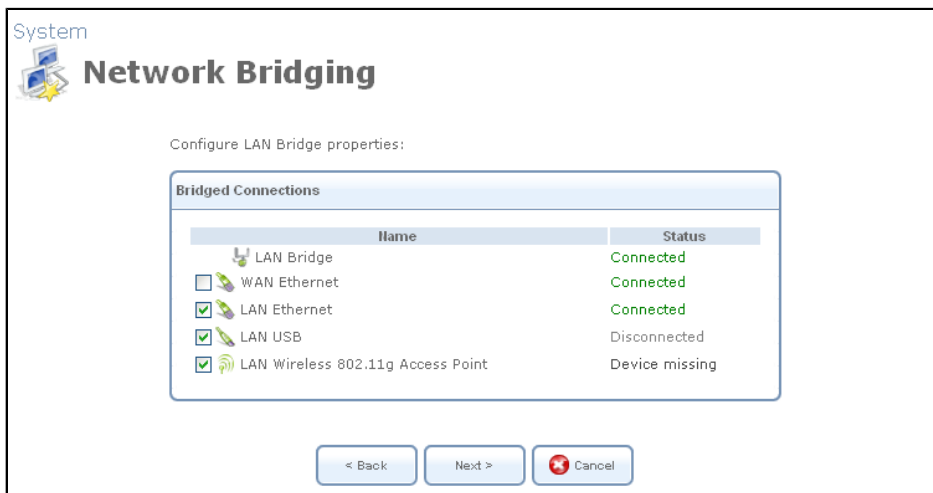 System
Network Bridging
Configure LAN Bridge properties:
Bridged Connections
Name Status
LAN Bridge Connected
WAN Ethernet Connected
LAN Ethernet Connected
LAN USB Disconnected
LAN Wireless 802.11g Access Point Device missing
< Back Next > Cancel